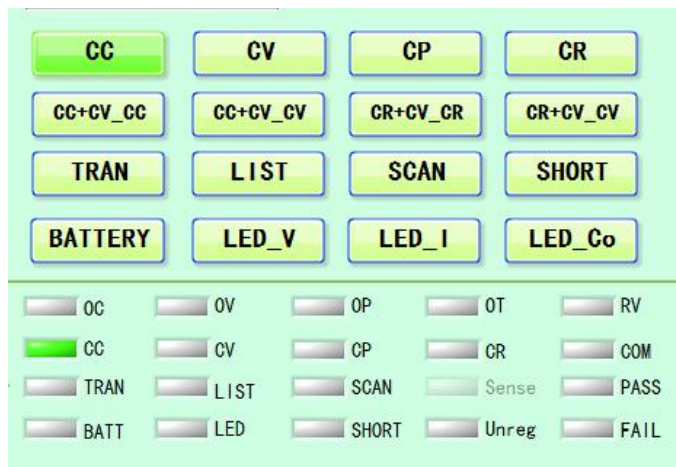 CC CV CP CR
CC+CV_CC CC+CV_CV CR+CV_CR CR+CV_CV
TRAN LIST SCAN SHORT
BATTERY LED_V LED_I LED_Co
OC OV OP OT RV
CC CV CP CR COM
TRAN LIST SCAN Sense PASS
BATT LED SHORT Unreg FAIL